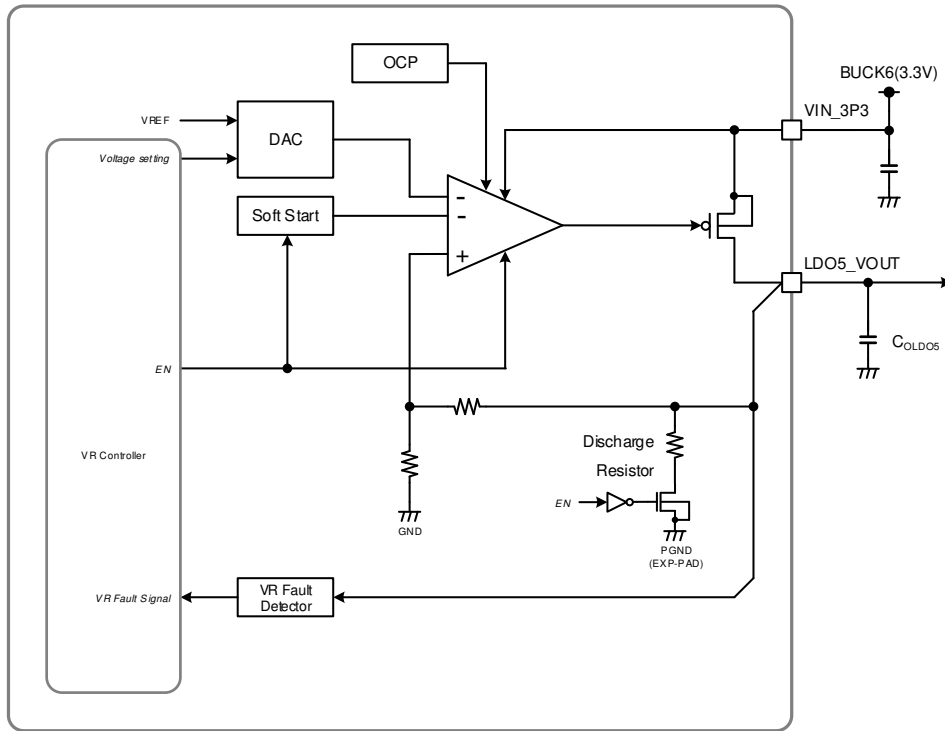 OCP
BUCK6(3.3V)
VIN_3P3
VREF
DAC
Voltage setting
Soft Start
-
-
+
LDO5_VOUT
COLDO5
EN
Discharge
Resistor
VR Controller
EN
GND
PGND
(EXP-PAD)
VR Fault Signal
VR Fault
Detector